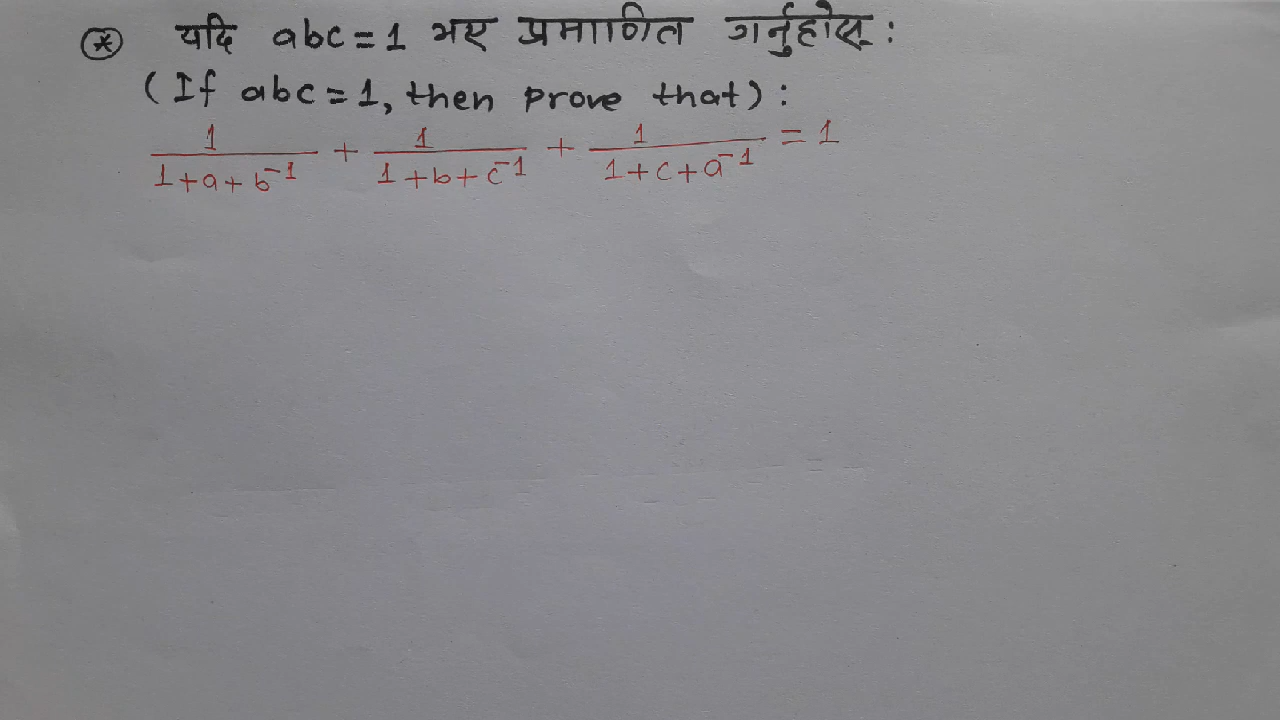 ⊛ यदि abc = 1 भए प्रमाणित गर्नुहोस् :
(If abc = 1, then prove that) :
1/(1+a+b⁻¹) + 1/(1+b+c⁻¹) + 1/(1+c+a⁻¹) = 1